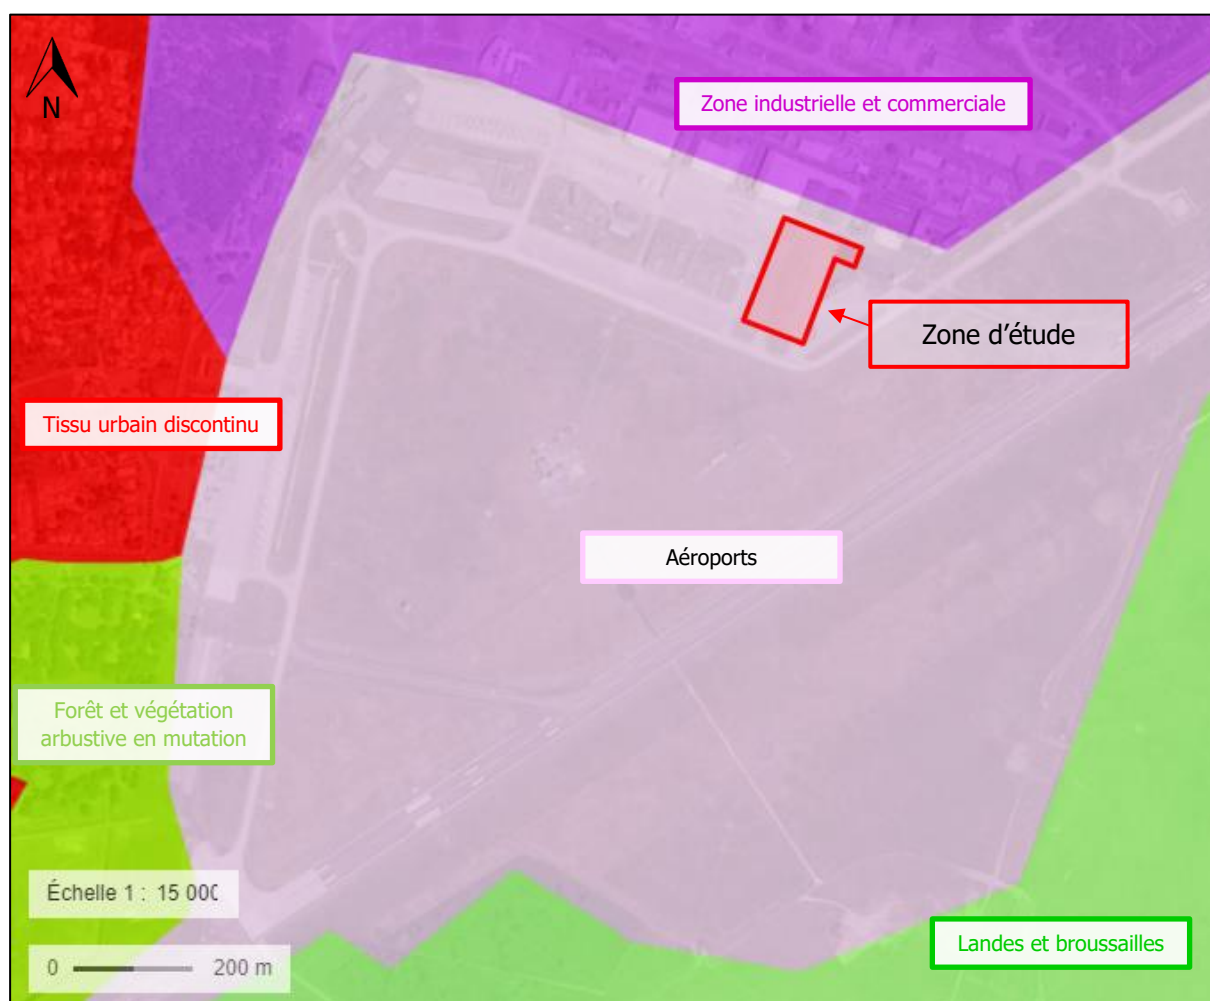 N
Zone industrielle et commerciale
Zone d’étude
Tissu urbain discontinu
Aéroports
Forêt et végétation
arbustive en mutation
Échelle 1 : 15 000
Landes et broussailles
0 200 m